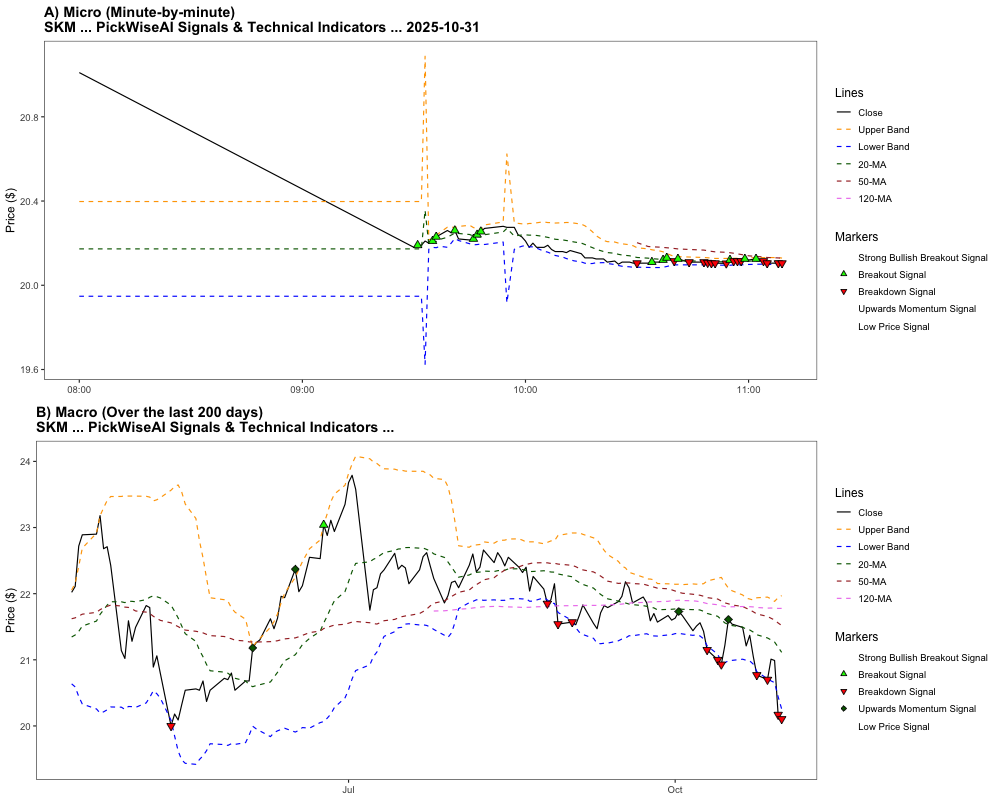 A) Micro (Minute-by-minute)
SKM ... PickWiseAI Signals & Technical Indicators ... 2025-10-31
Price ($)
20.8
20.4
20.0
19.6
08:00
09:00
10:00
11:00
Lines
Close
Upper Band
Lower Band
20-MA
50-MA
120-MA
Markers
Strong Bullish Breakout Signal
Breakout Signal
Breakdown Signal
Upwards Momentum Signal
Low Price Signal
B) Macro (Over the last 200 days)
SKM ... PickWiseAI Signals & Technical Indicators ...
Price ($)
24
23
22
21
20
Jul
Oct
Lines
Close
Upper Band
Lower Band
20-MA
50-MA
120-MA
Markers
Strong Bullish Breakout Signal
Breakout Signal
Breakdown Signal
Upwards Momentum Signal
Low Price Signal